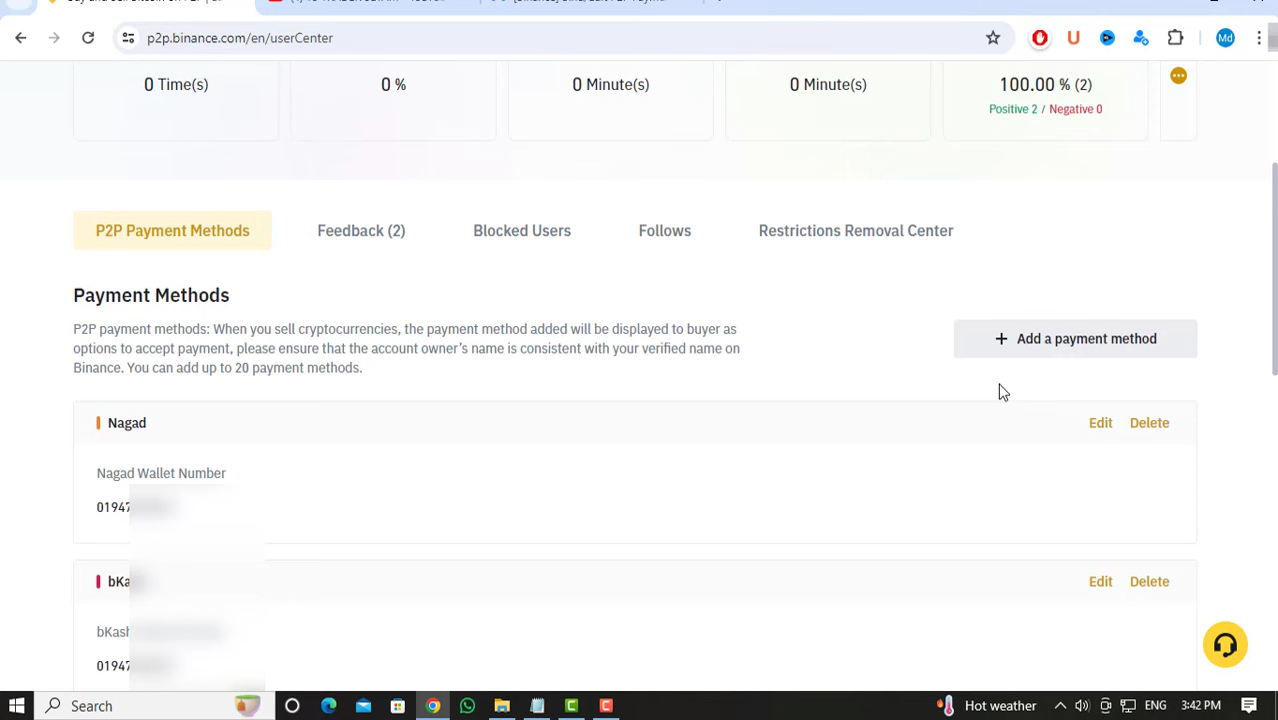 p2p.binance.com/en/userCenter
Md
0 Time(s)
0 %
0 Minute(s)
0 Minute(s)
100.00 % (2)
Positive 2 / Negative 0
P2P Payment Methods
Feedback (2)
Blocked Users
Follows
Restrictions Removal Center
Payment Methods
P2P payment methods: When you sell cryptocurrencies, the payment method added will be displayed to buyer as
options to accept payment, please ensure that the account owner's name is consistent with your verified name on
Binance. You can add up to 20 payment methods.
+ Add a payment method
Nagad
Edit
Delete
Nagad Wallet Number
01947
Edit
Delete
01947
Search
Hot weather
ENG
3:42 PM